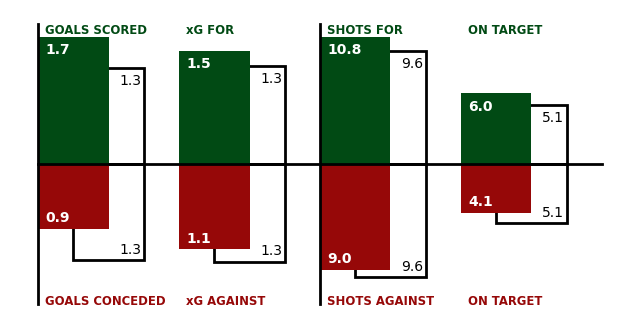 GOALS SCORED xG FOR SHOTS FOR ON TARGET
1.7 1.3 1.5 1.3 10.8 9.6 6.0 5.1
0.9 1.3 1.1 1.3 9.0 9.6 4.1 5.1
GOALS CONCEDED xG AGAINST SHOTS AGAINST ON TARGET